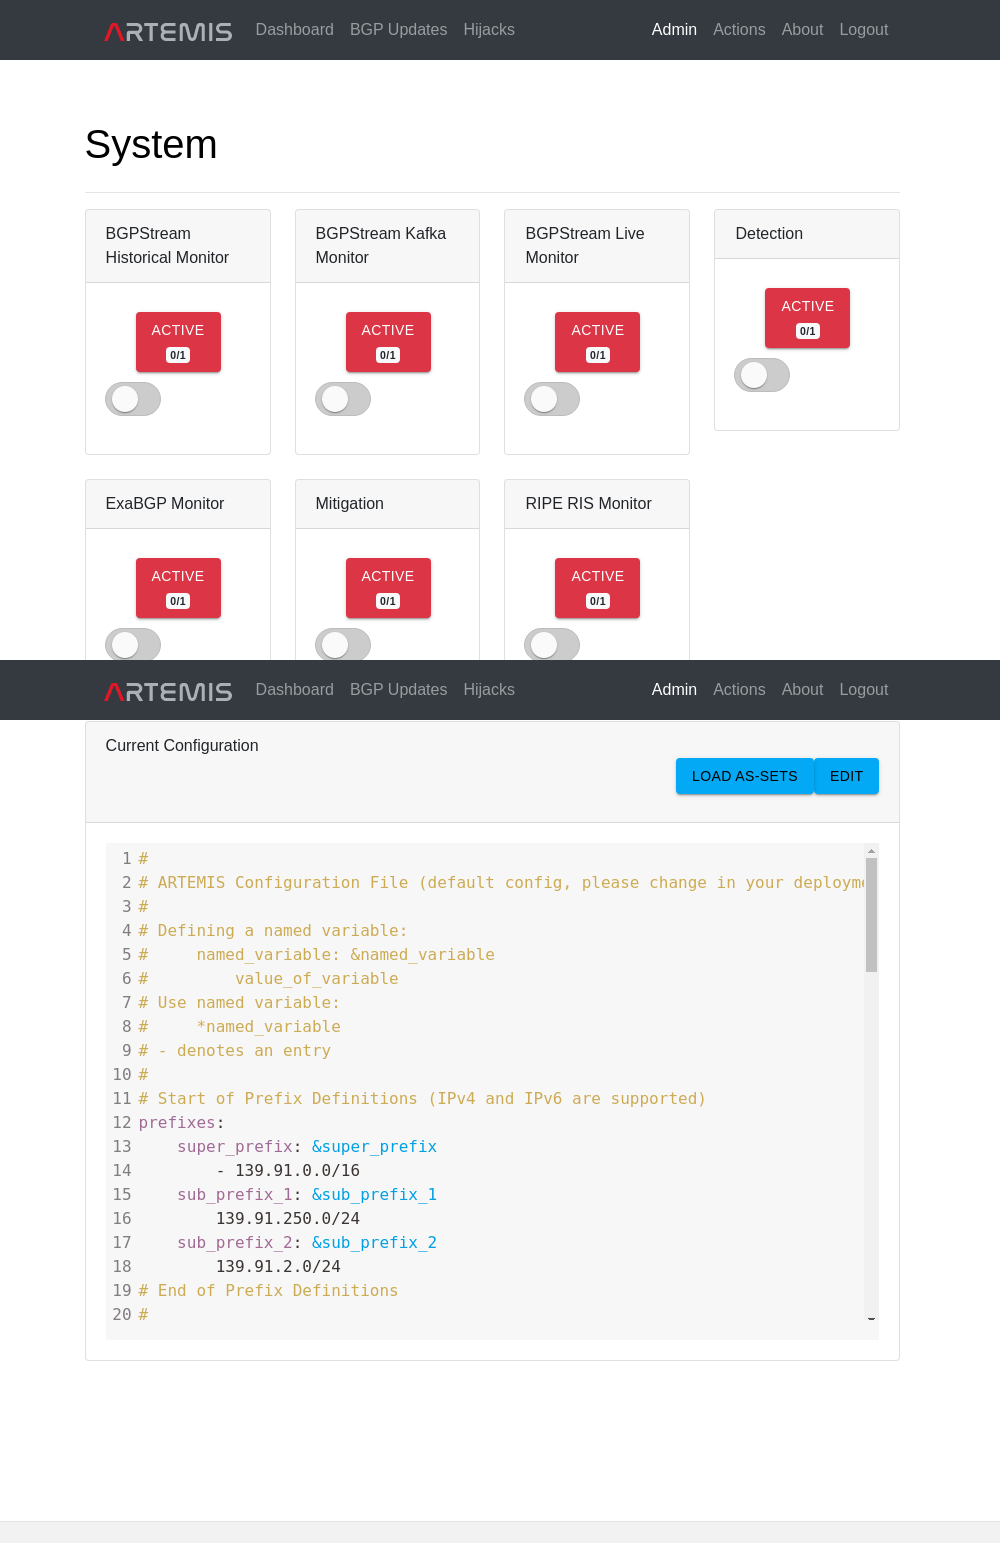 ARTEMIS Dashboard BGP Updates Hijacks Admin Actions About Logout
System
BGPStream Historical Monitor
ACTIVE
0/1
BGPStream Kafka Monitor
ACTIVE
0/1
BGPStream Live Monitor
ACTIVE
0/1
Detection
ACTIVE
0/1
ExaBGP Monitor
ACTIVE
0/1
Mitigation
ACTIVE
0/1
RIPE RIS Monitor
ACTIVE
0/1
ARTEMIS Dashboard BGP Updates Hijacks Admin Actions About Logout
Current Configuration
LOAD AS-SETS EDIT
1 #
2 # ARTEMIS Configuration File (default config, please change in your deployme
3 #
4 # Defining a named variable:
5 #     named_variable: &named_variable
6 #         value_of_variable
7 # Use named variable:
8 #     *named_variable
9 # - denotes an entry
10 #
11 # Start of Prefix Definitions (IPv4 and IPv6 are supported)
12 prefixes:
13     super_prefix: &super_prefix
14         - 139.91.0.0/16
15     sub_prefix_1: &sub_prefix_1
16         139.91.250.0/24
17     sub_prefix_2: &sub_prefix_2
18         139.91.2.0/24
19 # End of Prefix Definitions
20 #